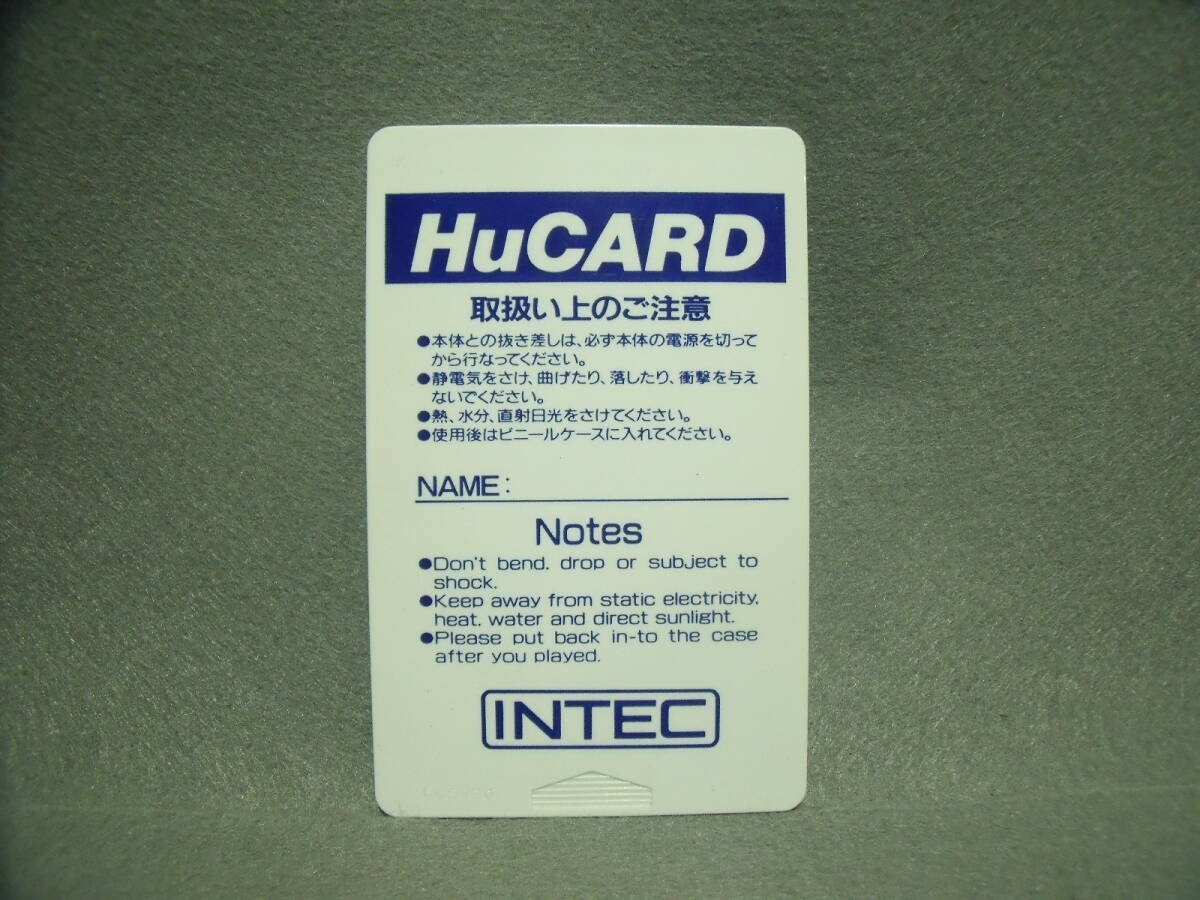 HuCARD
取扱い上のご注意
●本体との抜き差しは、必ず本体の電源を切って
から行なってください。
●静電気をさけ、曲げたり、落したり、衝撃を与え
ないでください。
●熱、水分、直射日光をさけてください。
●使用後はビニールケースに入れてください。
NAME:
Notes
●Don't bend, drop or subject to
shock.
●Keep away from static electricity,
heat, water and direct sunlight.
●Please put back in-to the case
after you played.
INTEC